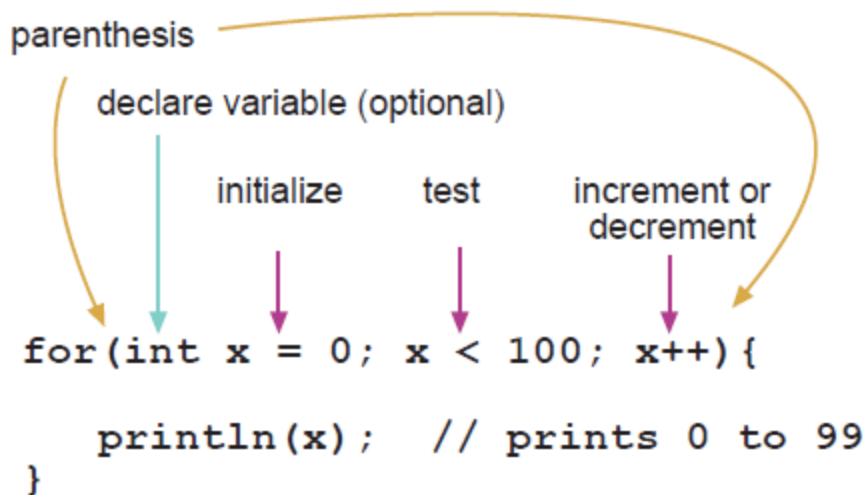 parenthesis
declare variable (optional)
initialize test increment or
decrement
for(int x = 0; x < 100; x++){
println(x); // prints 0 to 99
}